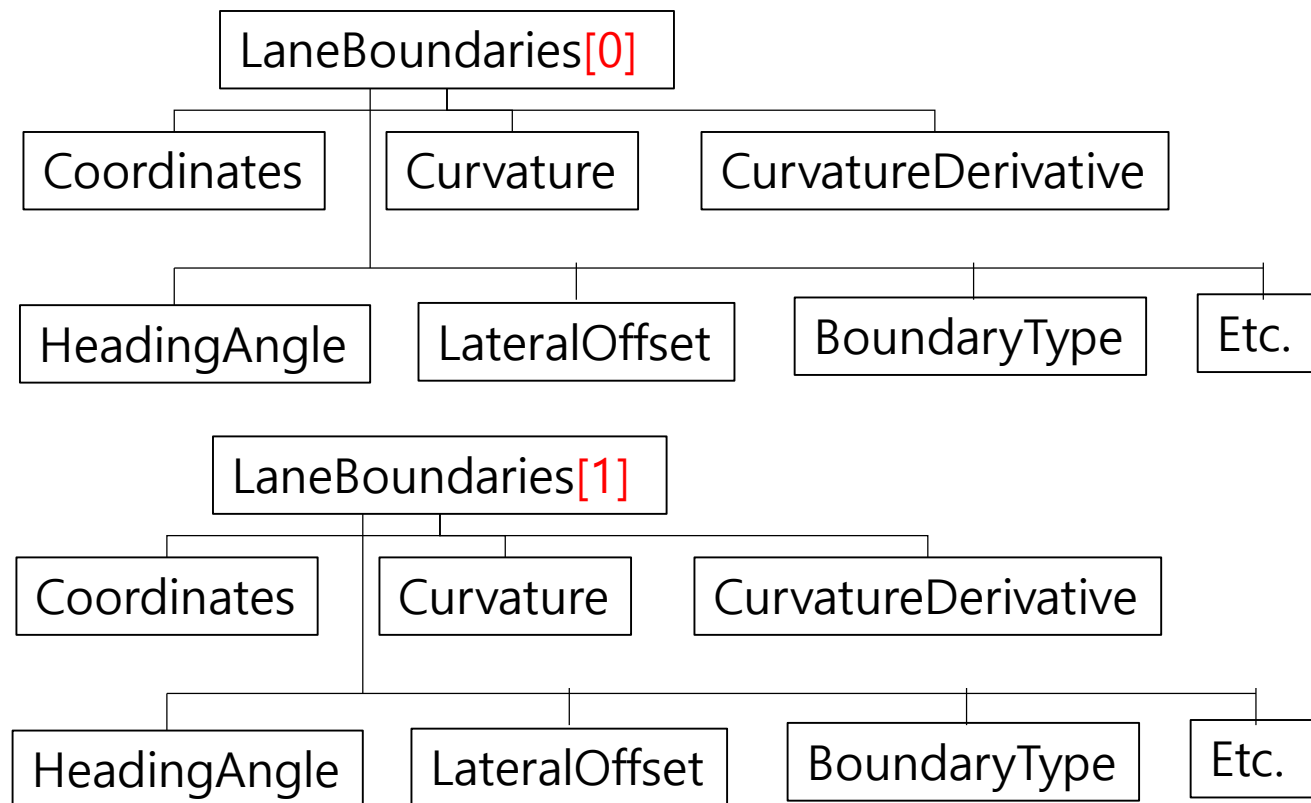 LaneBoundaries[0]
Coordinates Curvature CurvatureDerivative
HeadingAngle LateralOffset BoundaryType Etc.
LaneBoundaries[1]
Coordinates Curvature CurvatureDerivative
HeadingAngle LateralOffset BoundaryType Etc.